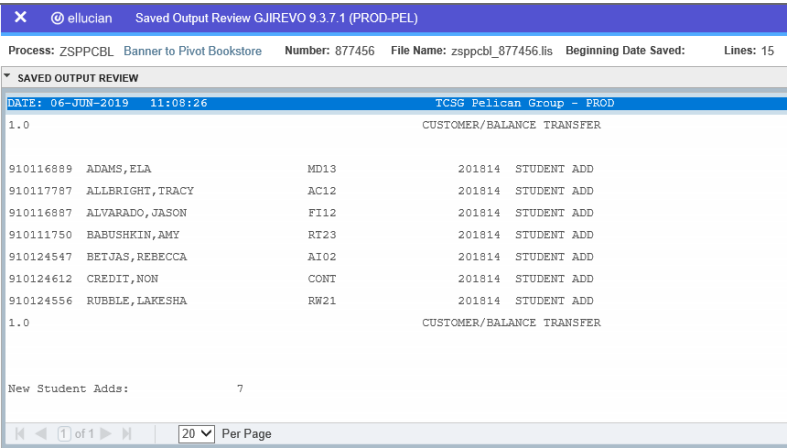 ✕ ellucian Saved Output Review GJIREVO 9.3.7.1 (PROD-PEL)
Process: ZSPPCBL Banner to Pivot Bookstore Number: 877456 File Name: zsppcbl_877456.lis Beginning Date Saved: Lines: 15
SAVED OUTPUT REVIEW
DATE: 06-JUN-2019 11:08:26 TCSG Pelican Group - PROD
1.0 CUSTOMER/BALANCE TRANSFER
910116889 ADAMS,ELA MD13 201814 STUDENT ADD
910117787 ALLBRIGHT,TRACY AC12 201814 STUDENT ADD
910116887 ALVARADO,JASON FI12 201814 STUDENT ADD
910111750 BABUSHKIN,AMY RT23 201814 STUDENT ADD
910124547 BETJAS,REBECCA AI02 201814 STUDENT ADD
910124612 CREDIT,NON CONT 201814 STUDENT ADD
910124556 RUBBLE,LAKESHA RW21 201814 STUDENT ADD
1.0 CUSTOMER/BALANCE TRANSFER
New Student Adds: 7
1 of 1 20 Per Page